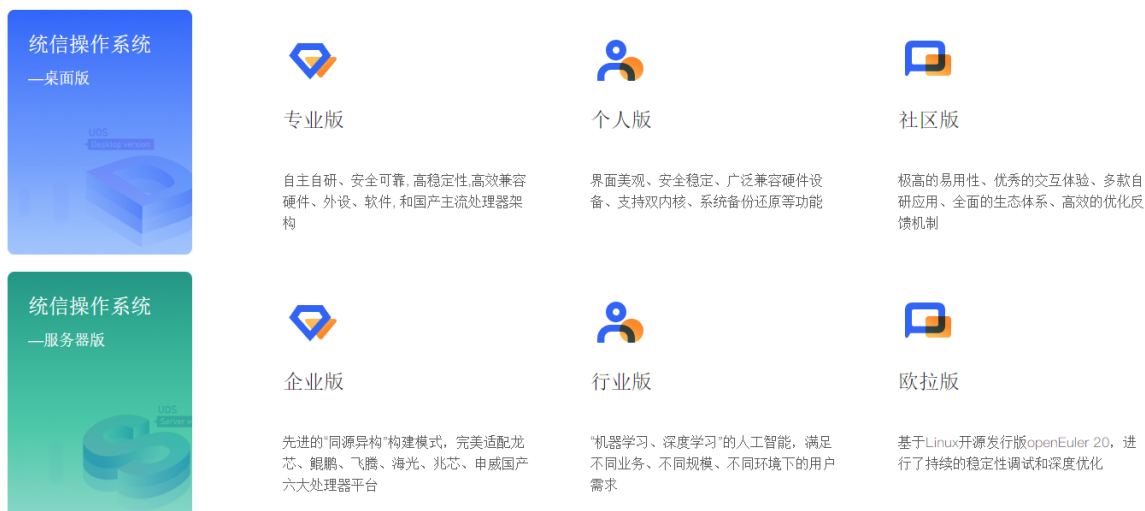 统信操作系统
—桌面版
UOS
Desktop version
专业版
自主自研、安全可靠, 高稳定性,高效兼容
硬件、外设、软件, 和国产主流处理器架
构
个人版
界面美观、安全稳定、广泛兼容硬件设
备、支持双内核、系统备份还原等功能
社区版
极高的易用性、优秀的交互体验、多款自
研应用、全面的生态体系、高效的优化反
馈机制
统信操作系统
—服务器版
UOS
Server
企业版
先进的"同源异构"构建模式，完美适配龙
芯、鲲鹏、飞腾、海光、兆芯、申威国产
六大处理器平台
行业版
"机器学习、深度学习"的人工智能，满足
不同业务、不同规模、不同环境下的用户
需求
欧拉版
基于Linux开源发行版openEuler 20，进
行了持续的稳定性调试和深度优化